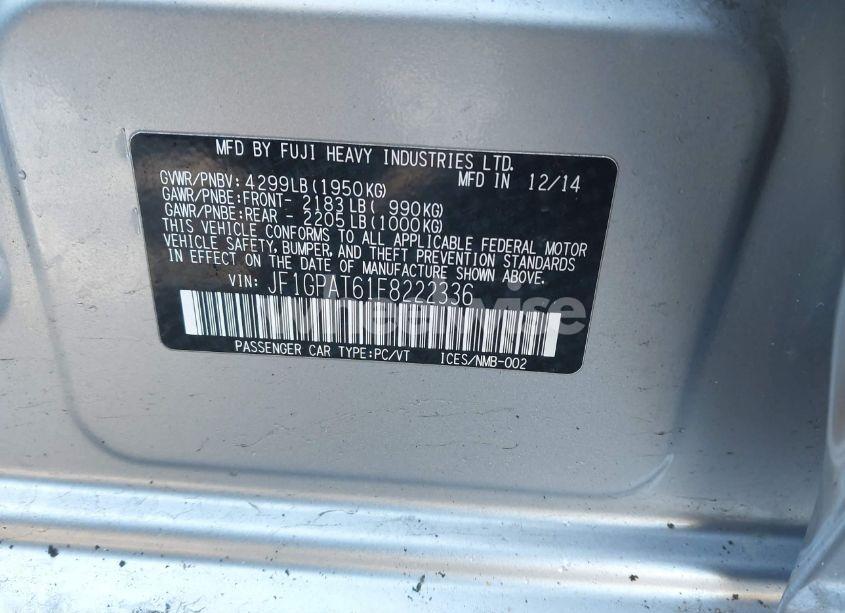 MFD BY FUJI HEAVY INDUSTRIES LTD.
GVWR/PNBV: 4299LB(1950KG) MFD IN 12/14
GAWR/PNBE:FRONT- 2183LB( 990KG)
GAWR/PNBE:REAR - 2205LB(1000KG)
THIS VEHICLE CONFORMS TO ALL APPLICABLE FEDERAL MOTOR
VEHICLE SAFETY, BUMPER, AND THEFT PREVENTION STANDARDS
IN EFFECT ON THE DATE OF MANUFACTURE SHOWN ABOVE.
VIN: JF1GPAT61F8222336
wheelwise
PASSENGER CAR TYPE:PC/VT ICES/NMB-002